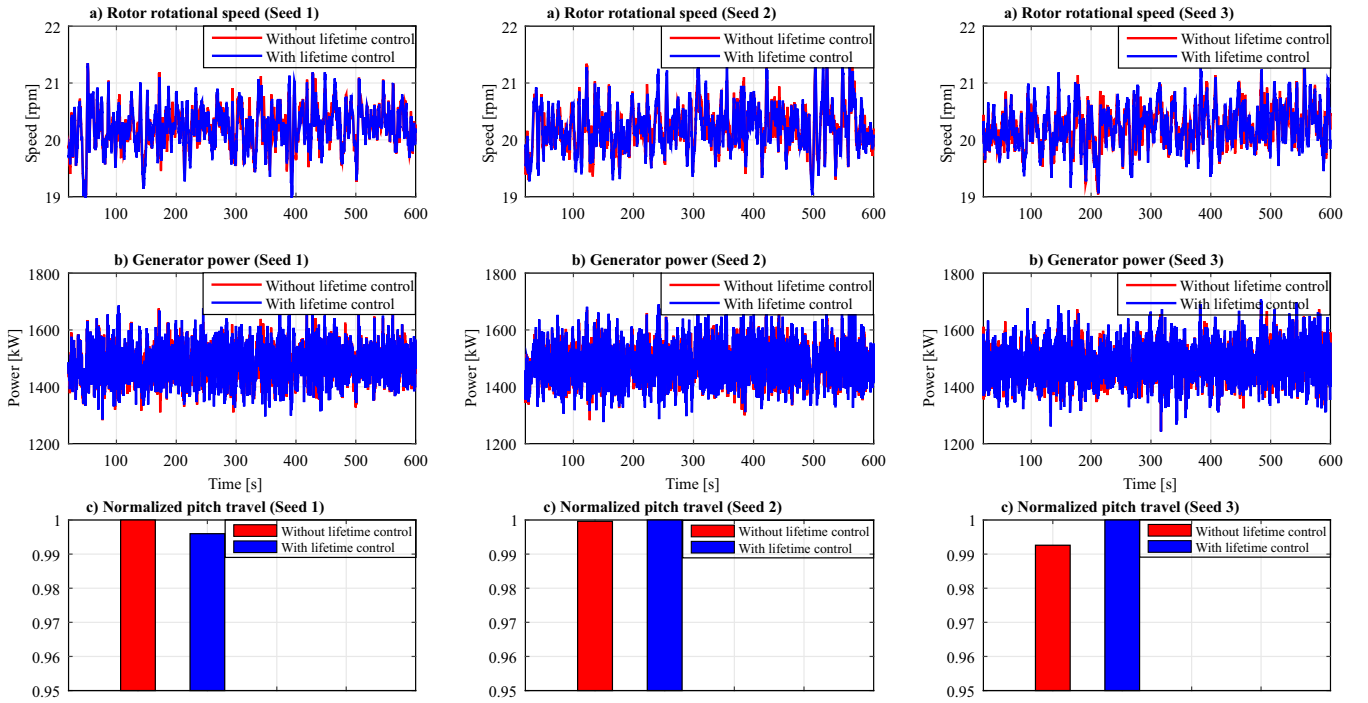 a) Rotor rotational speed (Seed 1)
22
21
20
19
Speed [rpm]
Without lifetime control
With lifetime control
100 200 300 400 500 600
a) Rotor rotational speed (Seed 2)
22
21
20
19
Speed [rpm]
Without lifetime control
With lifetime control
100 200 300 400 500 600
a) Rotor rotational speed (Seed 3)
22
21
20
19
Speed [rpm]
Without lifetime control
With lifetime control
100 200 300 400 500 600
b) Generator power (Seed 1)
1800
1600
1400
1200
Power [kW]
Without lifetime control
With lifetime control
100 200 300 400 500 600
Time [s]
b) Generator power (Seed 2)
1800
1600
1400
1200
Power [kW]
Without lifetime control
With lifetime control
100 200 300 400 500 600
Time [s]
b) Generator power (Seed 3)
1800
1600
1400
1200
Power [kW]
Without lifetime control
With lifetime control
100 200 300 400 500 600
Time [s]
c) Normalized pitch travel (Seed 1)
1
0.99
0.98
0.97
0.96
0.95
Without lifetime control
With lifetime control
c) Normalized pitch travel (Seed 2)
1
0.99
0.98
0.97
0.96
0.95
Without lifetime control
With lifetime control
c) Normalized pitch travel (Seed 3)
1
0.99
0.98
0.97
0.96
0.95
Without lifetime control
With lifetime control